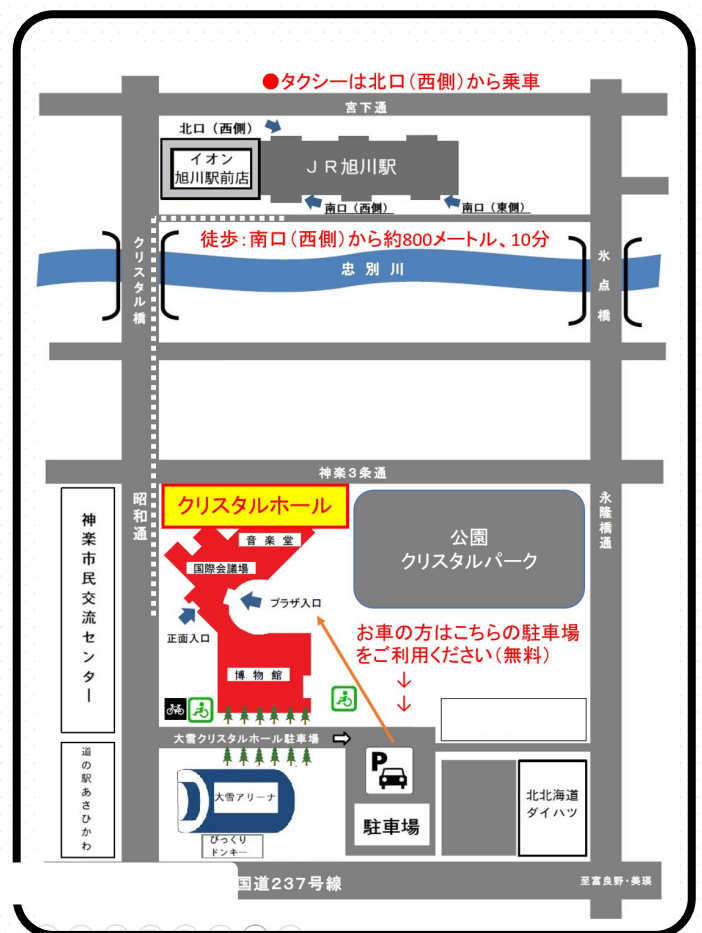 ●タクシーは北口（西側）から乗車
宮下通
北口（西側）
イオン
旭川駅前店
ＪＲ旭川駅
南口（西側）
南口（東側）
徒歩：南口（西側）から約800メートル、10分
クリスタル橋
忠別川
氷点橋
神楽3条通
昭和通
クリスタルホール
永隆橋通
神楽市民交流センター
音楽堂
国際会議場
公園
クリスタルパーク
プラザ入口
正面入口
お車の方はこちらの駐車場
をご利用ください（無料）
↓
↓
博物館
大雪クリスタルホール駐車場
P
駐車場
道の駅あさひかわ
大雪アリーナ
びっくり
ドンキー
北北海道
ダイハツ
国道237号線
至富良野・美瑛